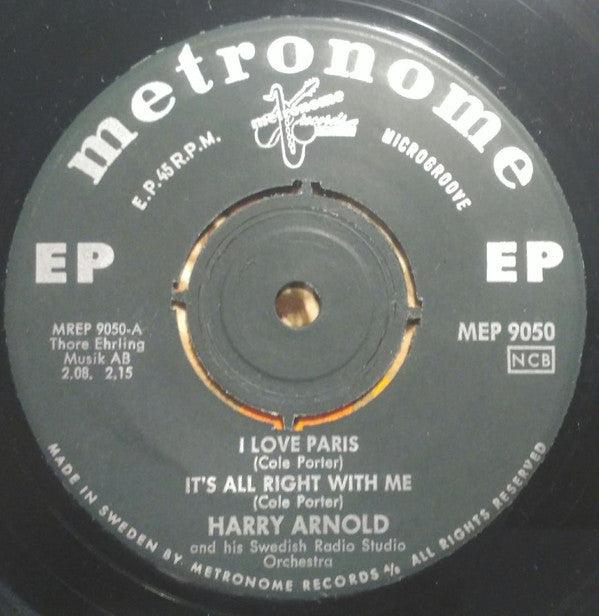 metronome
metronome
records
E.P. 45 R.P.M.
MICROGROOVE
EP
EP
MREP 9050-A
Thore Ehrling
Musik AB
2.08. 2.15
MEP 9050
NCB
I LOVE PARIS
(Cole Porter)
IT'S ALL RIGHT WITH ME
(Cole Porter)
HARRY ARNOLD
and his Swedish Radio Studio
Orchestra
MADE IN SWEDEN BY METRONOME RECORDS A/B ALL RIGHTS RESERVED